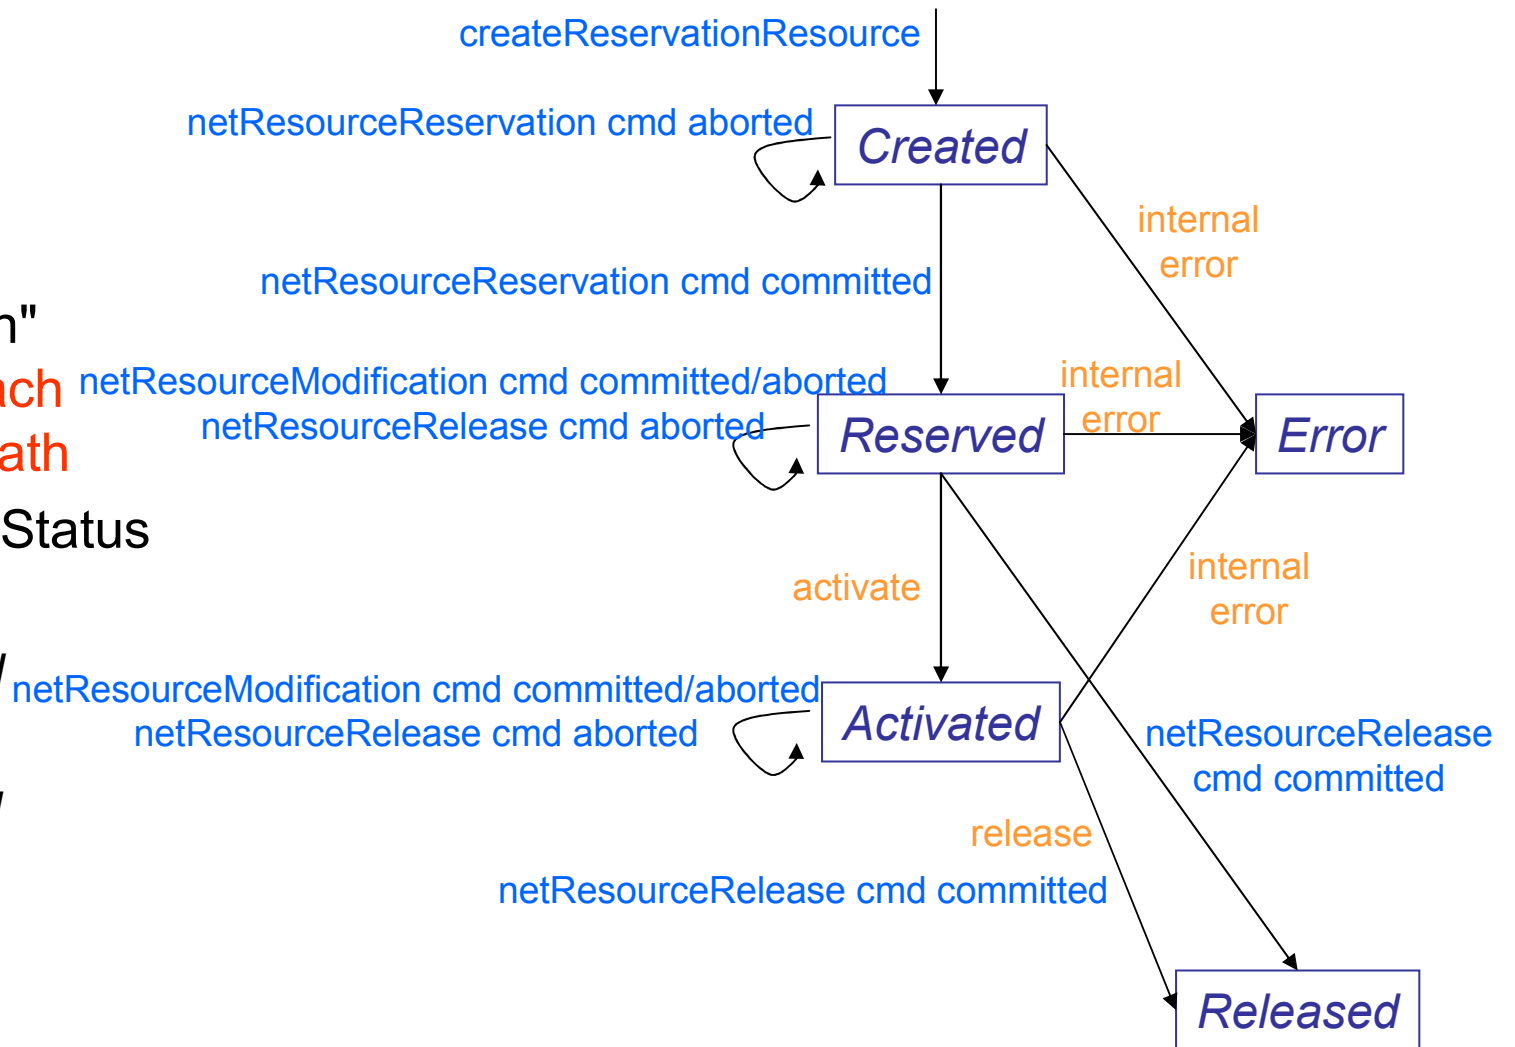 createReservationResource
netResourceReservation cmd aborted
Created
internal
error
netResourceReservation cmd committed
n"
ach
ath
Status
netResourceModification cmd committed/aborted
netResourceRelease cmd aborted
Reserved
internal
error
Error
activate
internal
error
netResourceModification cmd committed/aborted
netResourceRelease cmd aborted
Activated
netResourceRelease
cmd committed
release
netResourceRelease cmd committed
Released